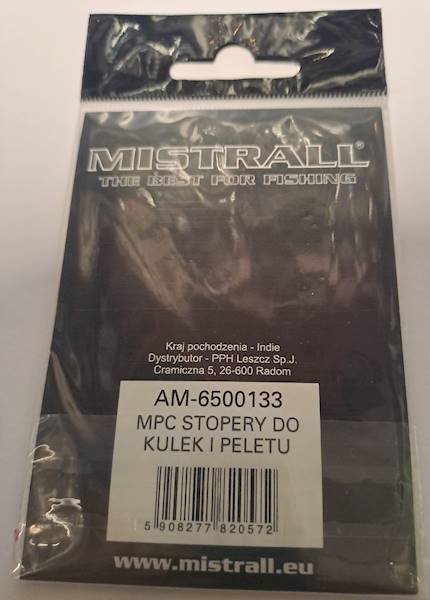 MISTRALL®
THE BEST FOR FISHING
Kraj pochodzenia - Indie
Dystrybutor - PPH Leszcz Sp.J.
Cramiczna 5, 26-600 Radom
AM-6500133
MPC STOPERY DO
KULEK I PELETU
5 908277 820572
www.mistrall.eu